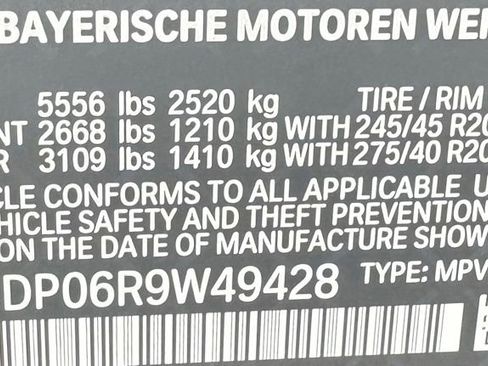 BAYERISCHE MOTOREN WE
5556 lbs 2520 kg TIRE / RIM
NT 2668 lbs 1210 kg WITH 245/45 R20
R 3109 lbs 1410 kg WITH 275/40 R20
CLE CONFORMS TO ALL APPLICABLE U
EHICLE SAFETY AND THEFT PREVENTION
ON THE DATE OF MANUFACTURE SHOW
DP06R9W49428 TYPE: MPV